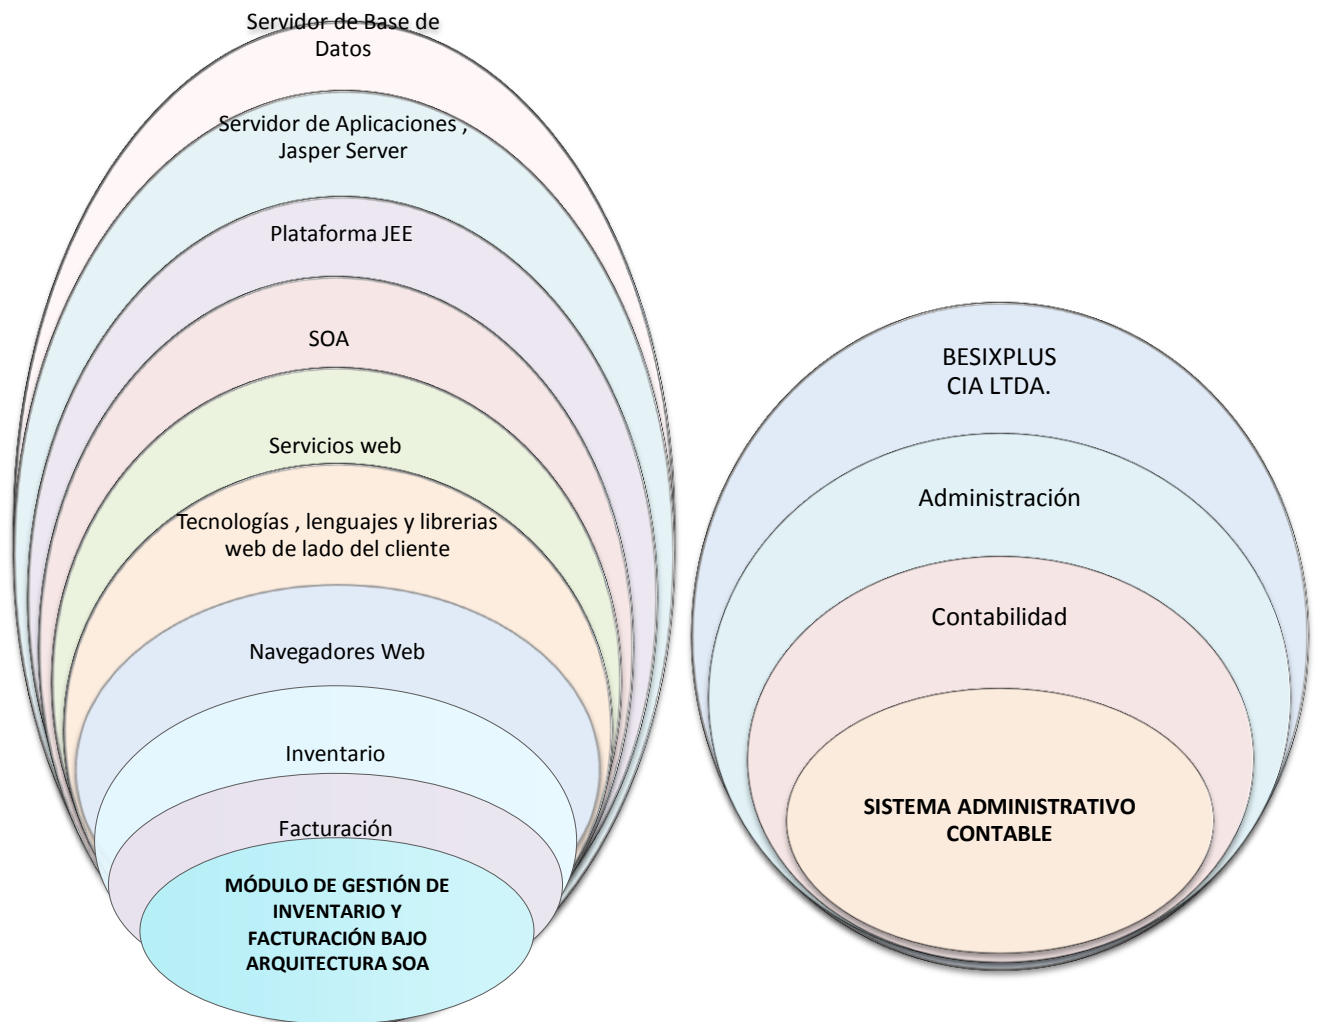 Servidor de Base de
Datos
Servidor de Aplicaciones ,
Jasper Server
Plataforma JEE
SOA
Servicios web
Tecnologías , lenguajes y librerias
web de lado del cliente
Navegadores Web
Inventario
Facturación
MÓDULO DE GESTIÓN DE
INVENTARIO Y
FACTURACIÓN BAJO
ARQUITECTURA SOA
BESIXPLUS
CIA LTDA.
Administración
Contabilidad
SISTEMA ADMINISTRATIVO
CONTABLE